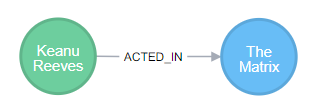 Keanu
Reeves
ACTED_IN
The
Matrix